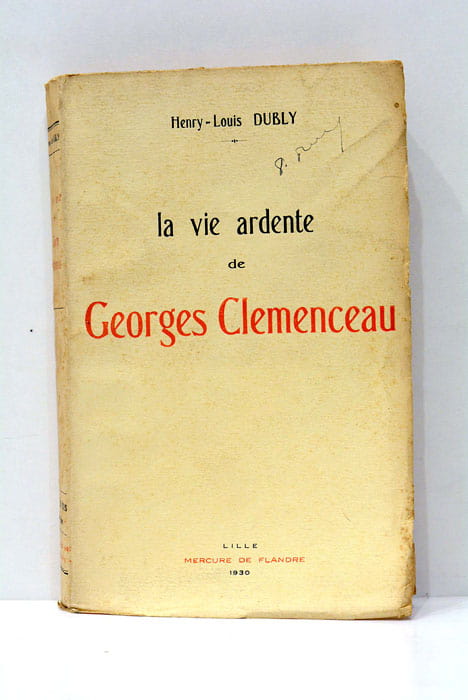 Henry-Louis DUBLY
la vie ardente
de
Georges Clemenceau
LILLE
MERCURE DE FLANDRE
1930